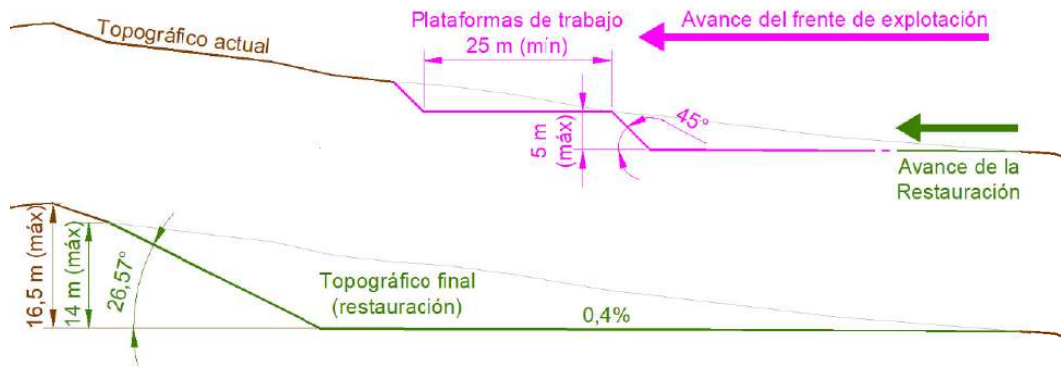 Topográfico actual
Plataformas de trabajo
25 m (mín)
Avance del frente de explotación
5 m
(máx)
45°
Avance de la
Restauración
16,5 m (máx)
14 m (máx)
26,57°
Topográfico final
(restauración)
0,4%